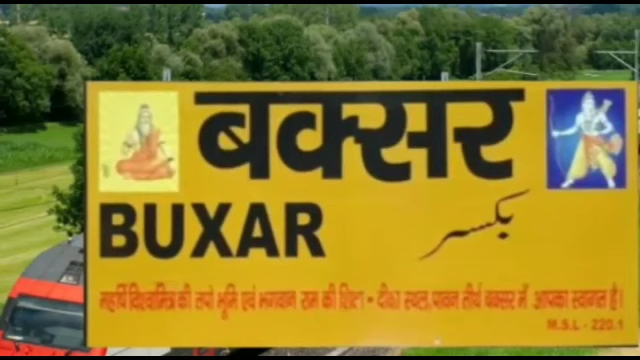 बक्सर
BUXAR بکسر
महर्षि विश्वामित्र की तपो भूमि एवं भगवान राम की शिक्षा - दीक्षा स्थल, पावन तीर्थ बक्सर में आपका स्वागत है।
M.S.L - 220.1